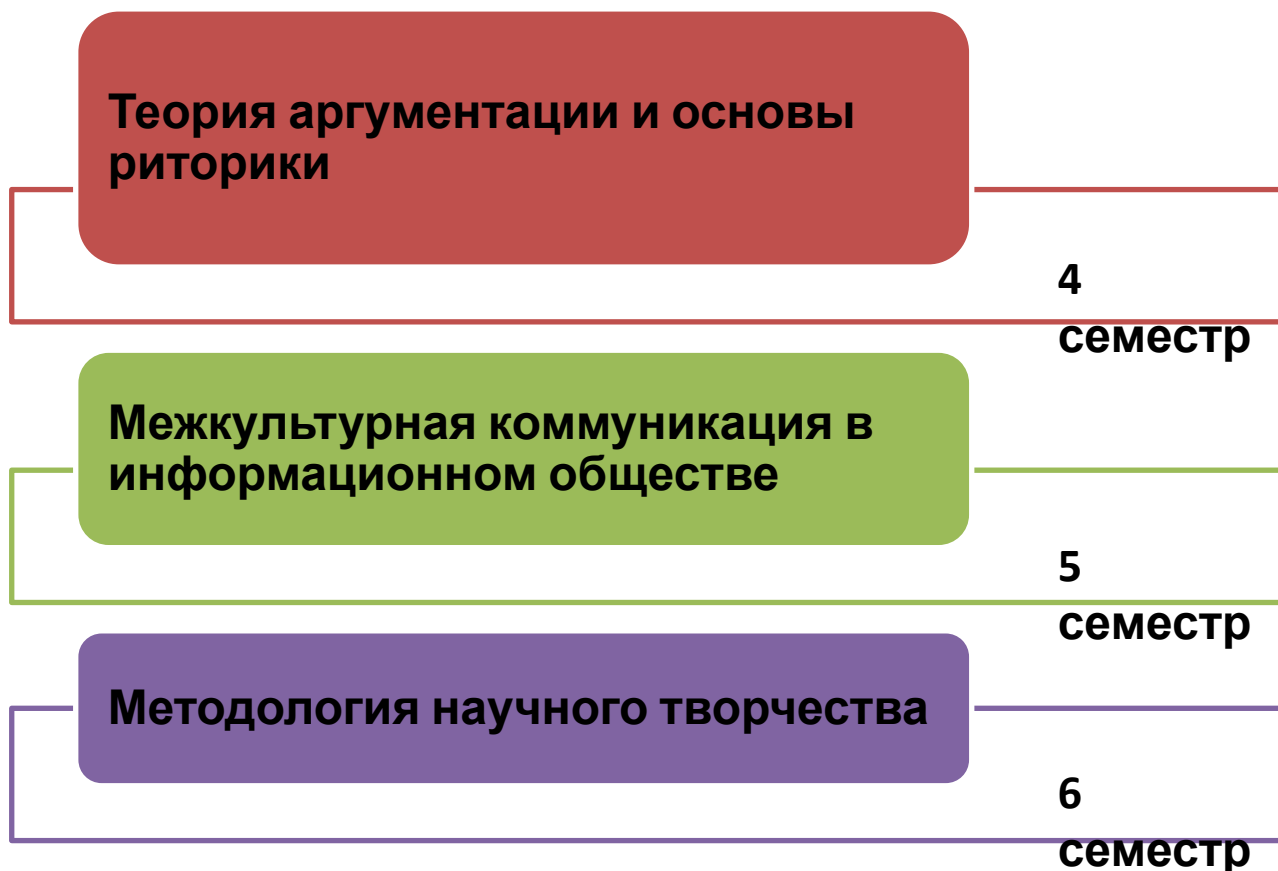 Теория аргументации и основы
риторики
4
семестр
Межкультурная коммуникация в
информационном обществе
5
семестр
Методология научного творчества
6
семестр